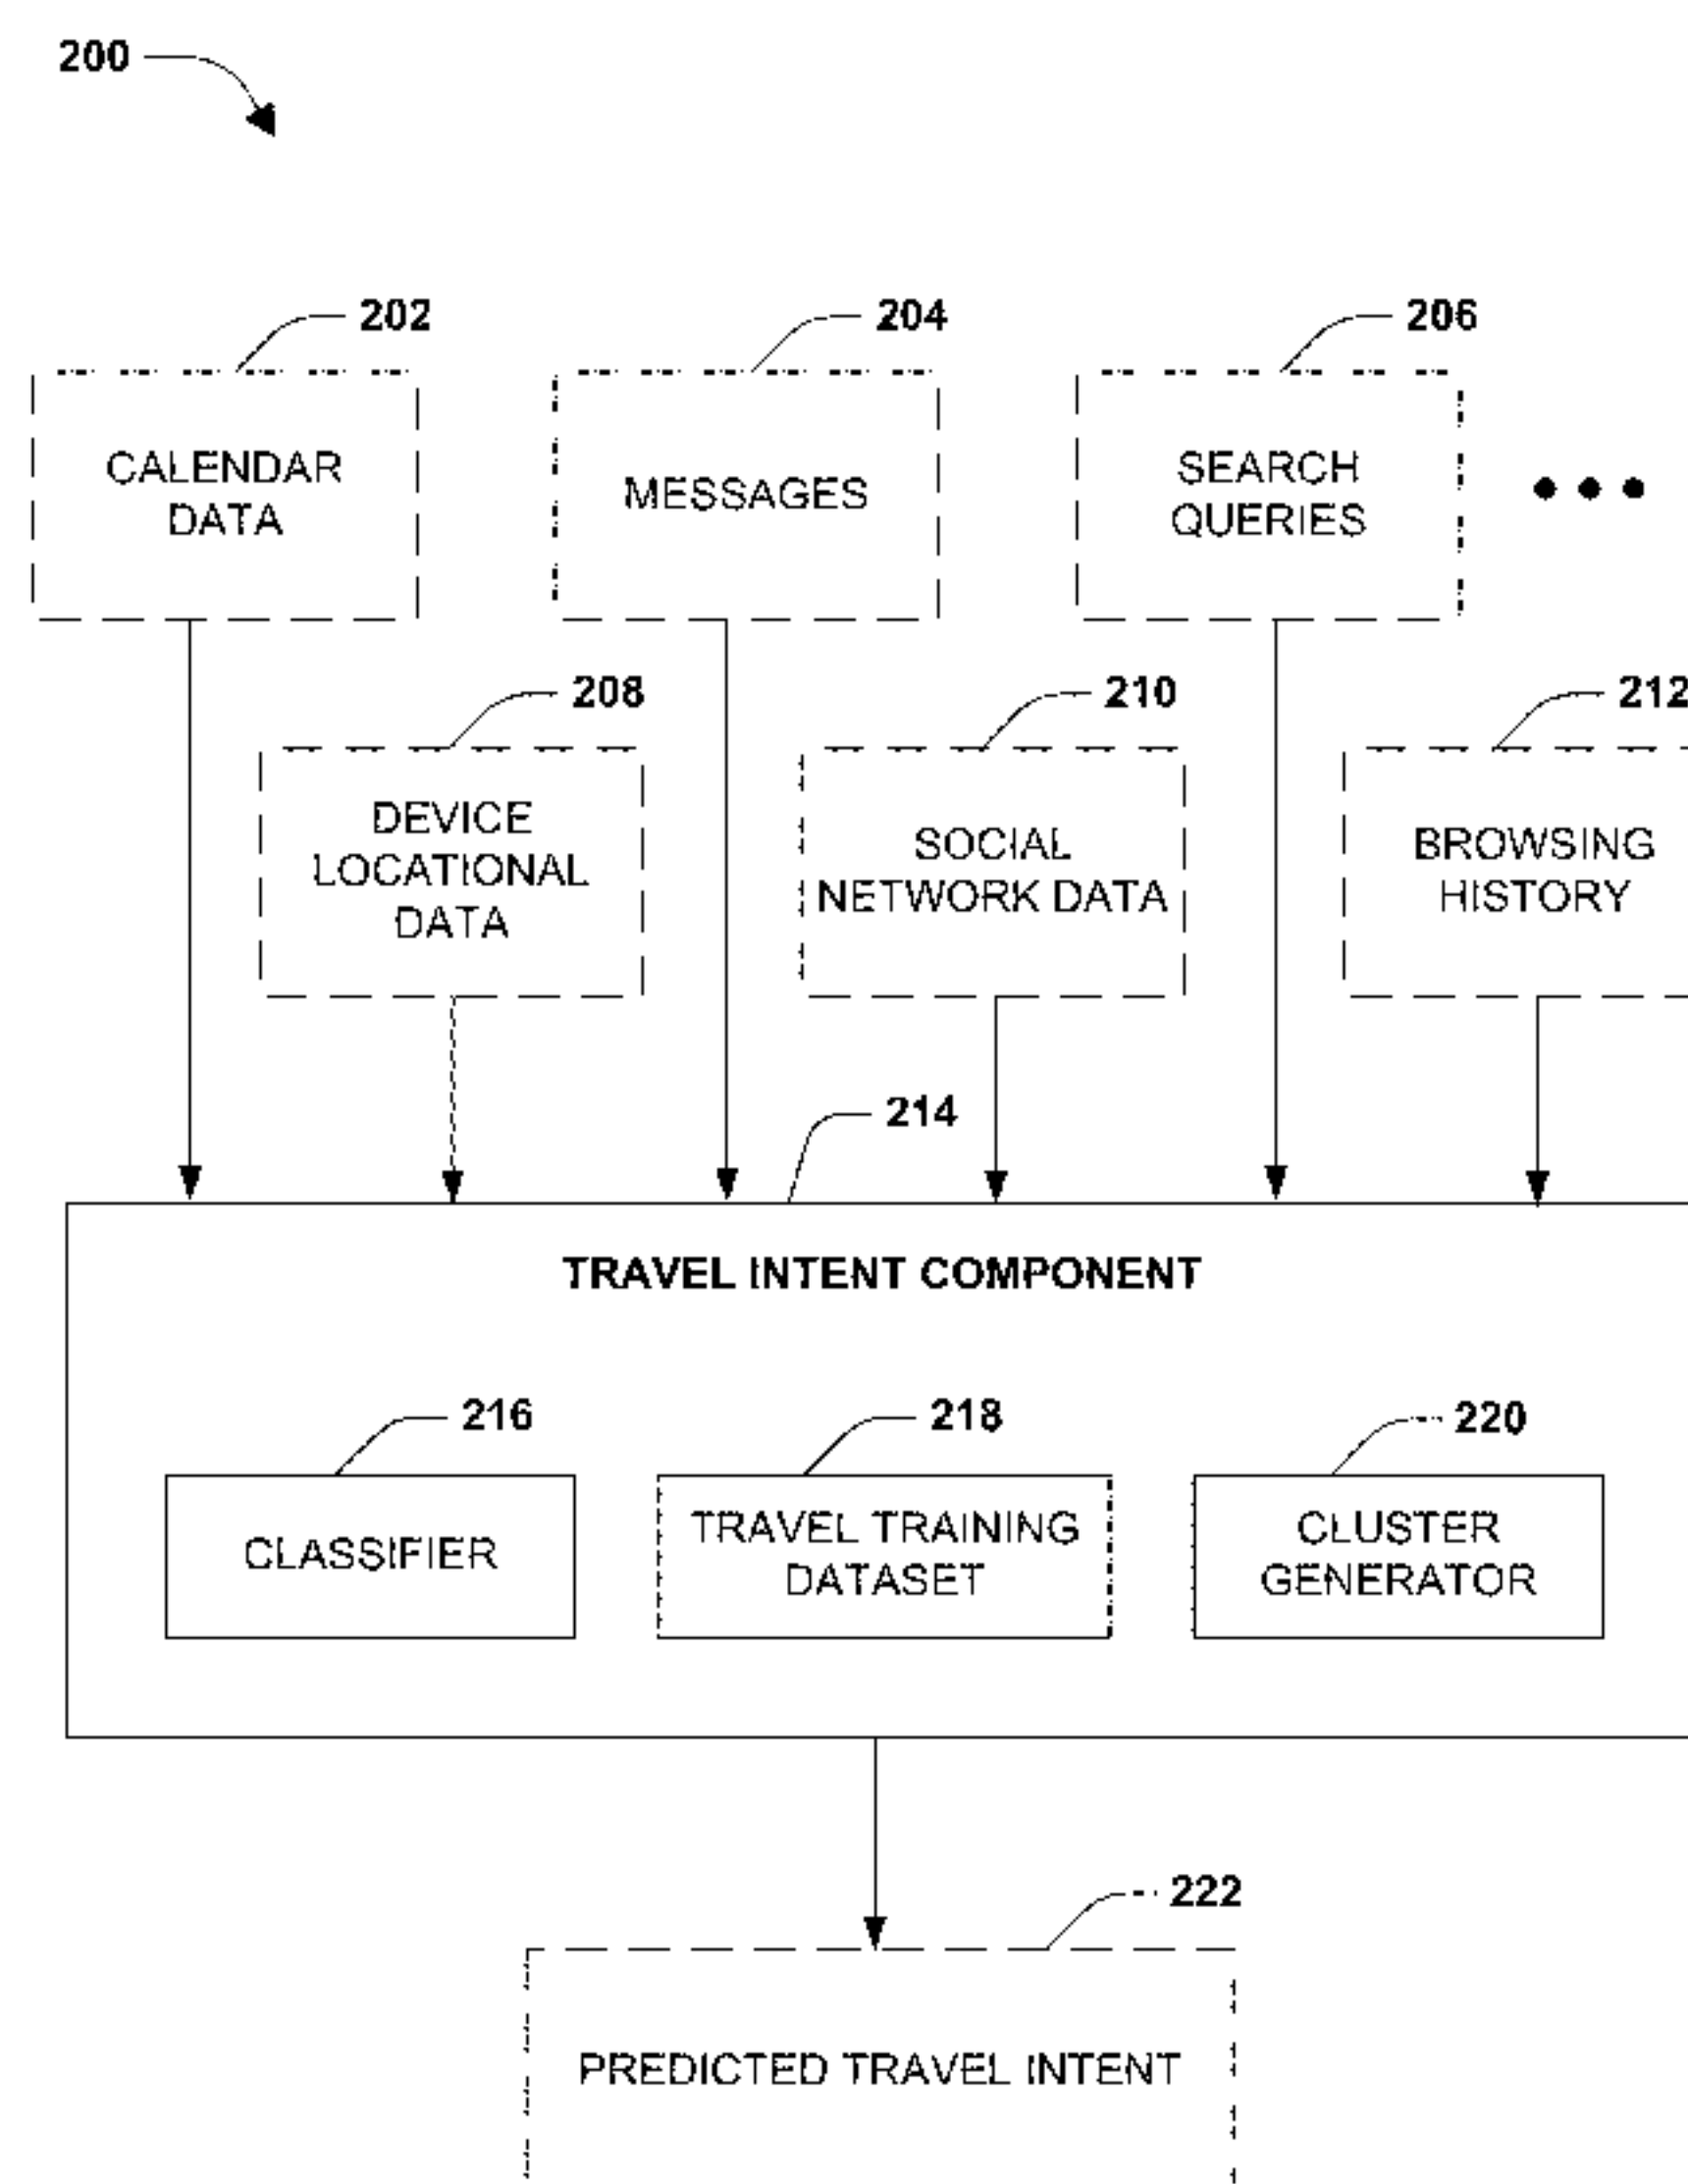 200
202
204
206
CALENDAR
DATA
MESSAGES
SEARCH
QUERIES
208
210
212
DEVICE
LOCATIONAL
DATA
SOCIAL
NETWORK DATA
BROWSING
HISTORY
214
TRAVEL INTENT COMPONENT
216
218
220
CLASSIFIER
TRAVEL TRAINING
DATASET
CLUSTER
GENERATOR
222
PREDICTED TRAVEL INTENT